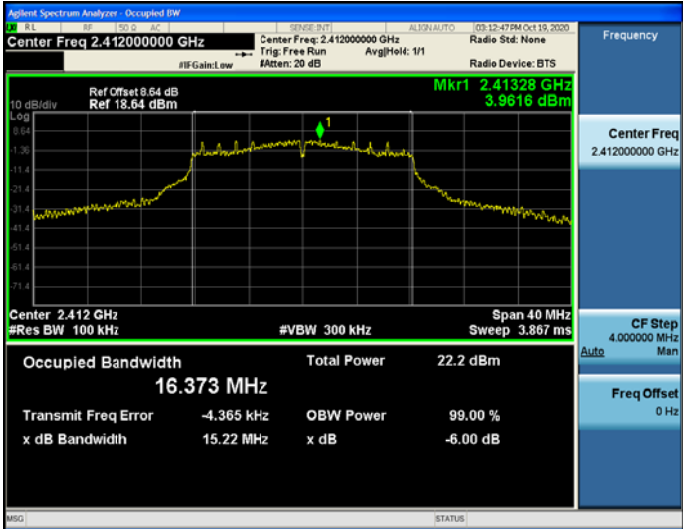 Agilent Spectrum Analyzer - Occupied BW
RL RF 50 Ω AC SENSE:INT ALIGN AUTO 03:12:47 PM Oct 19, 2020
Center Freq 2.412000000 GHz
Center Freq: 2.412000000 GHz
Radio Std: None
Trig: Free Run Avg|Hold: 1/1
#IFGain:Low #Atten: 20 dB Radio Device: BTS
Frequency
Ref Offset 8.64 dB
Ref 18.64 dBm
Mkr1 2.41328 GHz
3.9616 dBm
10 dB/div
Log
8.64
1
-1.36
-11.4
-21.4
-31.4
-41.4
-51.4
-61.4
-71.4
Center 2.412 GHz Span 40 MHz
#Res BW 100 kHz #VBW 300 kHz Sweep 3.867 ms
Occupied Bandwidth Total Power 22.2 dBm
16.373 MHz
Transmit Freq Error -4.365 kHz OBW Power 99.00 %
x dB Bandwidth 15.22 MHz x dB -6.00 dB
Center Freq
2.412000000 GHz
CF Step
4.000000 MHz
Auto Man
Freq Offset
0 Hz
MSG STATUS